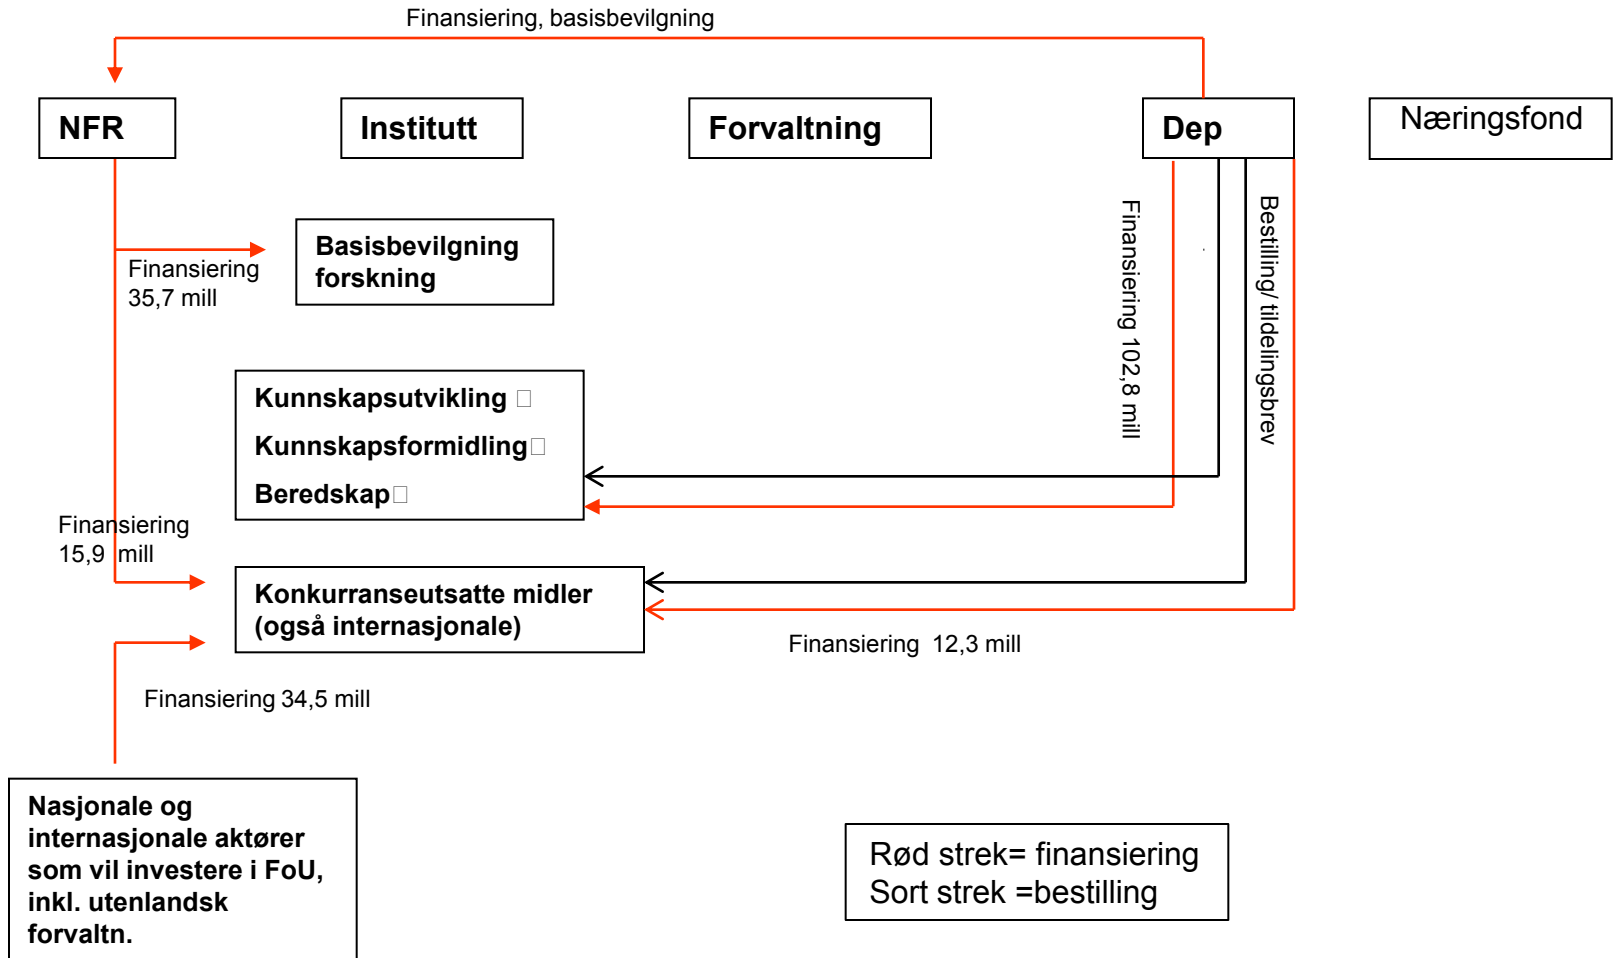 Finansiering, basisbevilgning
NFR
Institutt
Forvaltning
Dep
Næringsfond
Basisbevilgning
forskning
Finansiering
35,7 mill
Finansiering 102,8 mill
Bestilling/ tildelingsbrev
Kunnskapsutvikling
Kunnskapsformidling
Beredskap
Finansiering
15,9 mill
Konkurranseutsatte midler
(også internasjonale)
Finansiering 12,3 mill
Finansiering 34,5 mill
Nasjonale og
internasjonale aktører
som vil investere i FoU,
inkl. utenlandsk
forvaltn.
Rød strek= finansiering
Sort strek =bestilling